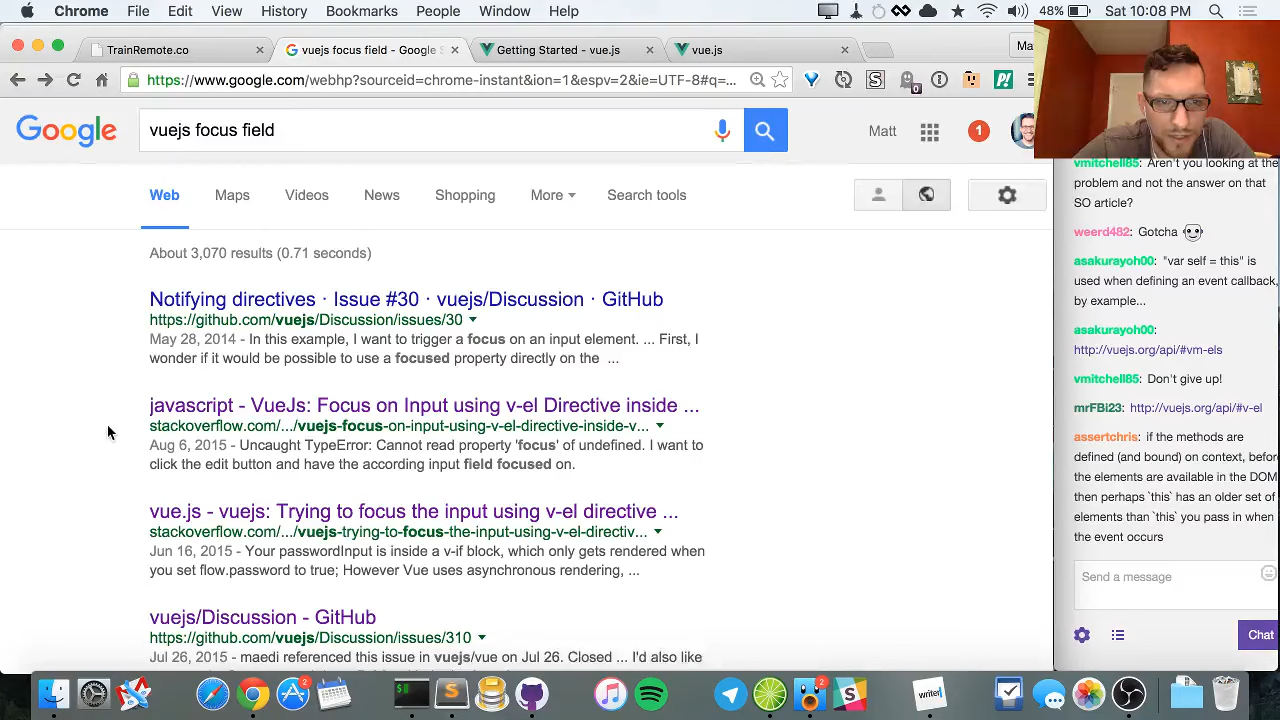 Chrome File Edit View History Bookmarks People Window Help
48% Sat 10:08 PM
TrainRemote.co
vuejs focus field - Google S
Getting Started - vue.js
vue.js
Ma
https://www.google.com/webhp?sourceid=chrome-instant&ion=1&espv=2&ie=UTF-8#q=...
0
Google
vuejs focus field
Matt
1
Web Maps Videos News Shopping More Search tools
About 3,070 results (0.71 seconds)
Notifying directives · Issue #30 · vuejs/Discussion · GitHub
https://github.com/vuejs/Discussion/issues/30
May 28, 2014 - In this example, I want to trigger a focus on an input element. ... First, I
wonder if it would be possible to use a focused property directly on the ...
javascript - VueJs: Focus on Input using v-el Directive inside ...
stackoverflow.com/.../vuejs-focus-on-input-using-v-el-directive-inside-v...
Aug 6, 2015 - Uncaught TypeError: Cannot read property 'focus' of undefined. I want to
click the edit button and have the according input field focused on.
vue.js - vuejs: Trying to focus the input using v-el directive ...
stackoverflow.com/.../vuejs-trying-to-focus-the-input-using-v-el-directiv...
Jun 16, 2015 - Your passwordInput is inside a v-if block, which only gets rendered when
you set flow.password to true; However Vue uses asynchronous rendering, ...
vuejs/Discussion - GitHub
https://github.com/vuejs/Discussion/issues/310
Jul 26, 2015 - maedi referenced this issue in vuejs/vue on Jul 26. Closed ... I'd also like
vmitchell85: Aren't you looking at the
problem and not the answer on that
SO article?
weerd482: Gotcha
asakurayoh00: "var self = this" is
used when defining an event callback,
by example...
asakurayoh00:
http://vuejs.org/api/#vm-els
vmitchell85: Don't give up!
mrFBi23: http://vuejs.org/api/#v-el
assertchris: if the methods are
defined (and bound) on context, before
the elements are available in the DOM
then perhaps `this` has an older set of
elements than `this` you pass in when
the event occurs
Send a message
Chat
2
2
writer